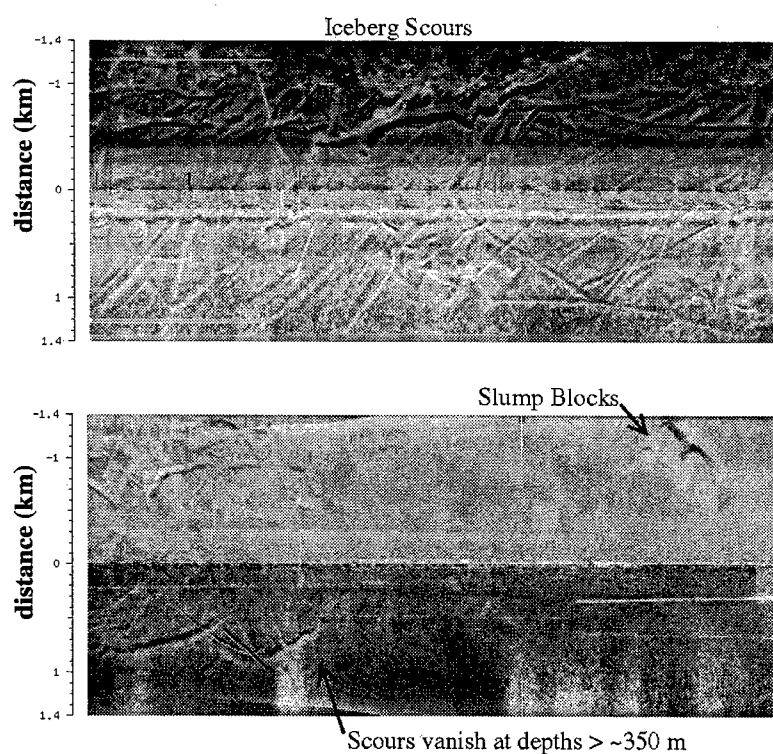 Iceberg Scours
-1.4
-1
0
1
1.4
distance (km)
Slump Blocks
-1.4
-1
0
1
1.4
distance (km)
Scours vanish at depths > ~350 m